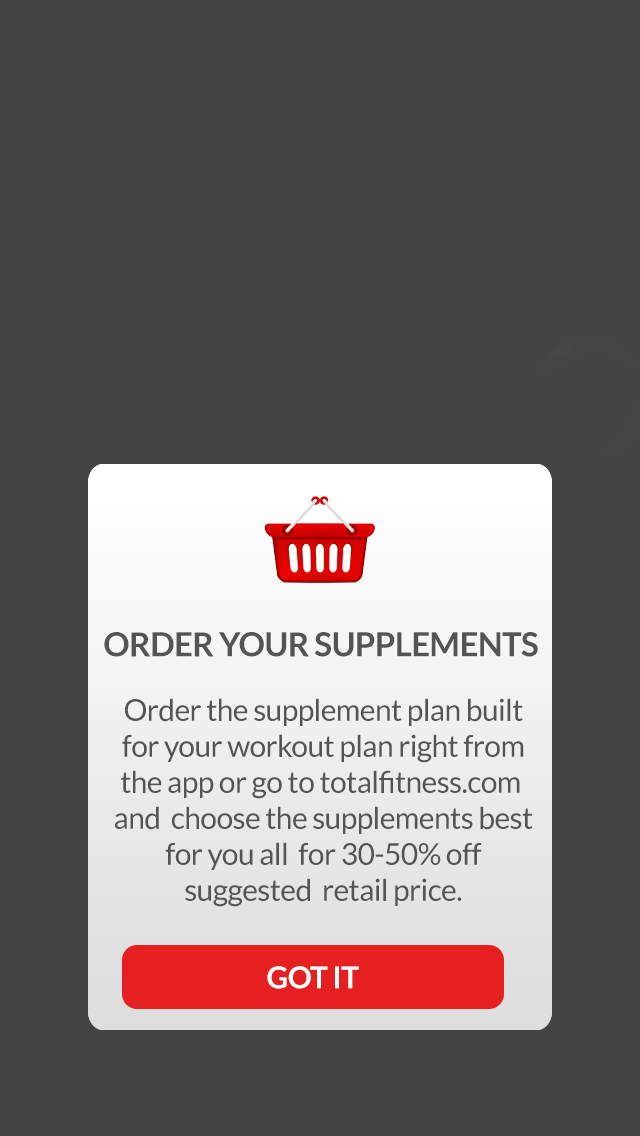 ORDER YOUR SUPPLEMENTS
Order the supplement plan built
for your workout plan right from
the app or go to totalfitness.com
and choose the supplements best
for you all for 30-50% off
suggested retail price.
GOT IT